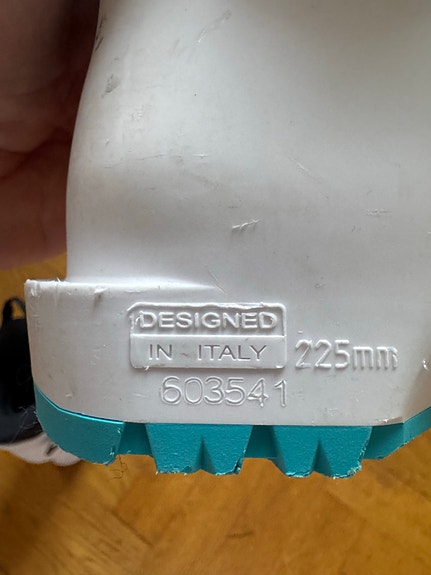 DESIGNED
IN ITALY
225mm
603541